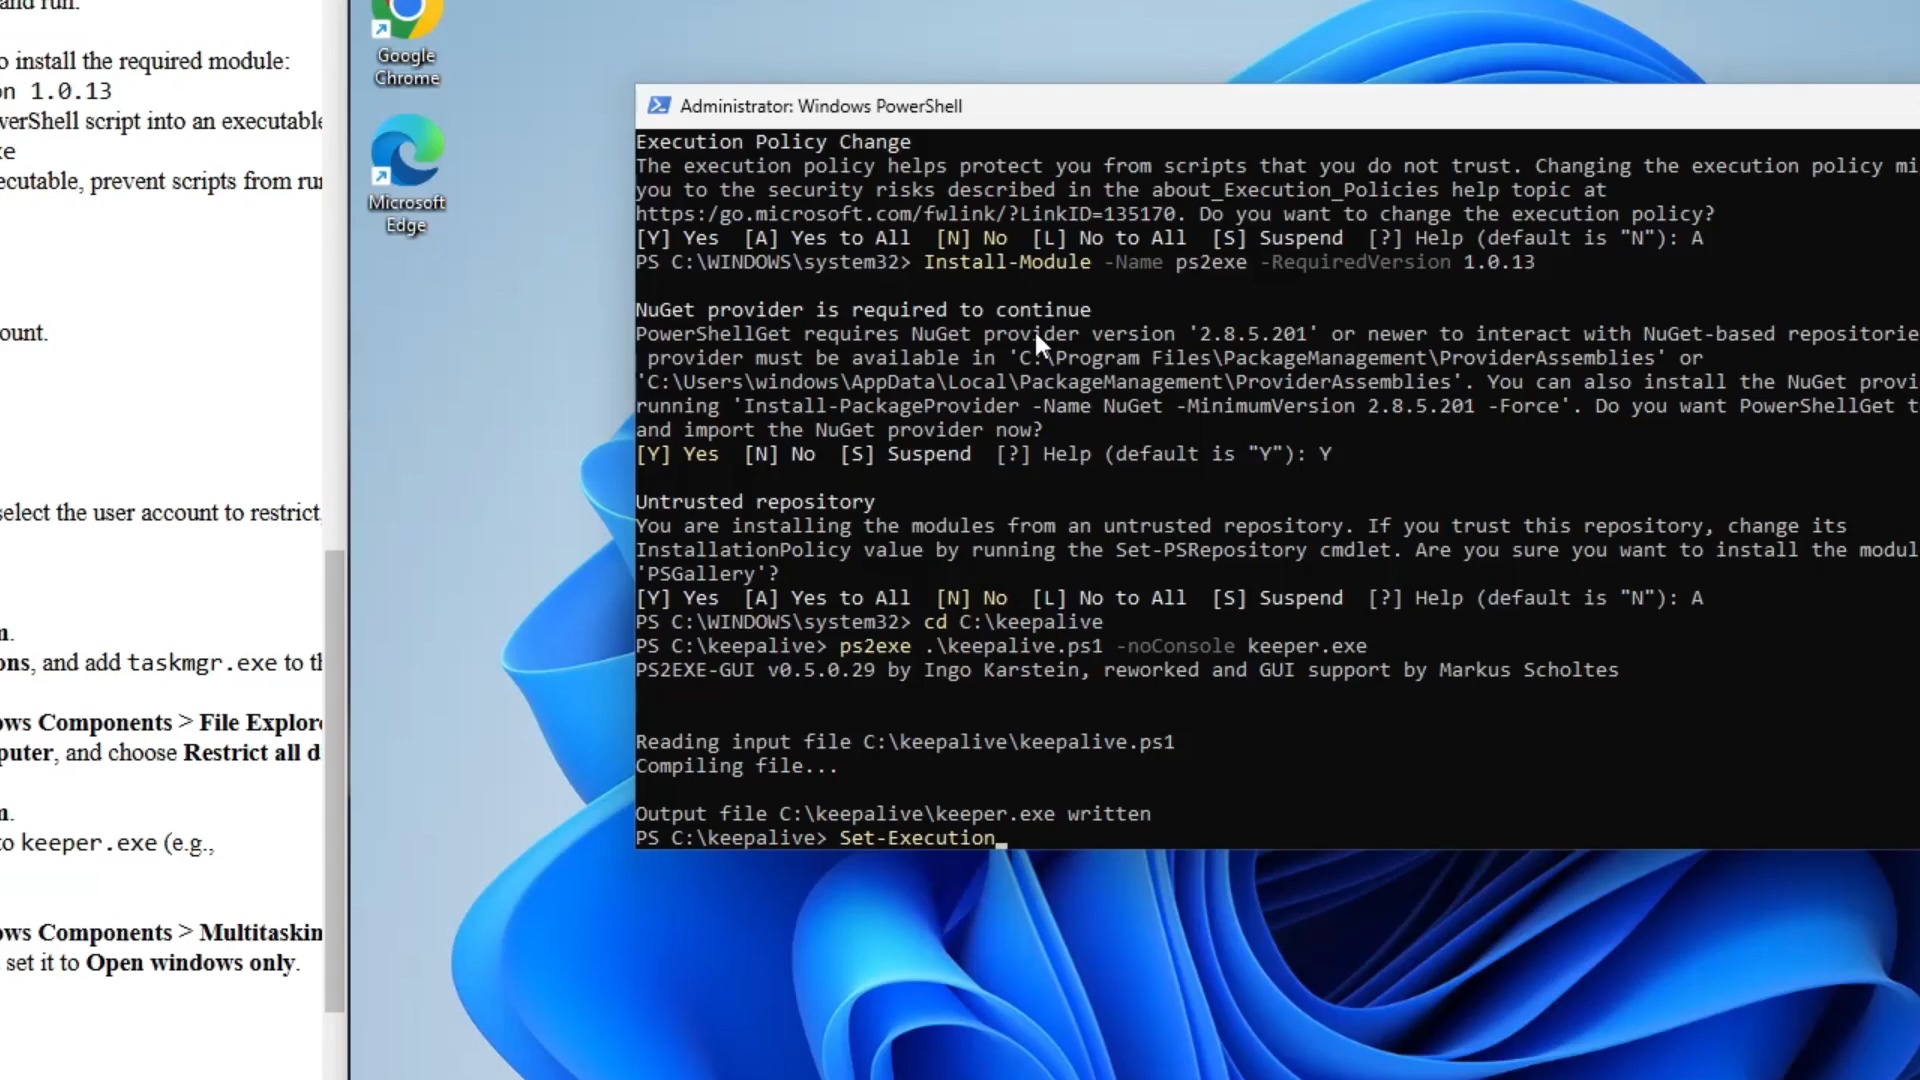 and run.
o install the required module:
on 1.0.13
verShell script into an executable
xe
ecutable, prevent scripts from run
ount.
select the user account to restrict,
n.
ons, and add taskmgr.exe to th
ows Components > File Explore
puter, and choose Restrict all d
n.
to keeper.exe (e.g.,
ows Components > Multitaskin
set it to Open windows only.
Google
Chrome
Microsoft
Edge
Administrator: Windows PowerShell
Execution Policy Change
The execution policy helps protect you from scripts that you do not trust. Changing the execution policy mi
you to the security risks described in the about_Execution_Policies help topic at
https:/go.microsoft.com/fwlink/?LinkID=135170. Do you want to change the execution policy?
[Y] Yes  [A] Yes to All  [N] No  [L] No to All  [S] Suspend  [?] Help (default is "N"): A
PS C:\WINDOWS\system32> Install-Module -Name ps2exe -RequiredVersion 1.0.13
NuGet provider is required to continue
PowerShellGet requires NuGet provider version '2.8.5.201' or newer to interact with NuGet-based repositorie
provider must be available in 'C:\Program Files\PackageManagement\ProviderAssemblies' or
'C:\Users\windows\AppData\Local\PackageManagement\ProviderAssemblies'. You can also install the NuGet provi
running 'Install-PackageProvider -Name NuGet -MinimumVersion 2.8.5.201 -Force'. Do you want PowerShellGet t
and import the NuGet provider now?
[Y] Yes  [N] No  [S] Suspend  [?] Help (default is "Y"): Y
Untrusted repository
You are installing the modules from an untrusted repository. If you trust this repository, change its
InstallationPolicy value by running the Set-PSRepository cmdlet. Are you sure you want to install the modul
'PSGallery'?
[Y] Yes  [A] Yes to All  [N] No  [L] No to All  [S] Suspend  [?] Help (default is "N"): A
PS C:\WINDOWS\system32> cd C:\keepalive
PS C:\keepalive> ps2exe .\keepalive.ps1 -noConsole keeper.exe
PS2EXE-GUI v0.5.0.29 by Ingo Karstein, reworked and GUI support by Markus Scholtes
Reading input file C:\keepalive\keepalive.ps1
Compiling file...
Output file C:\keepalive\keeper.exe written
PS C:\keepalive> Set-Execution